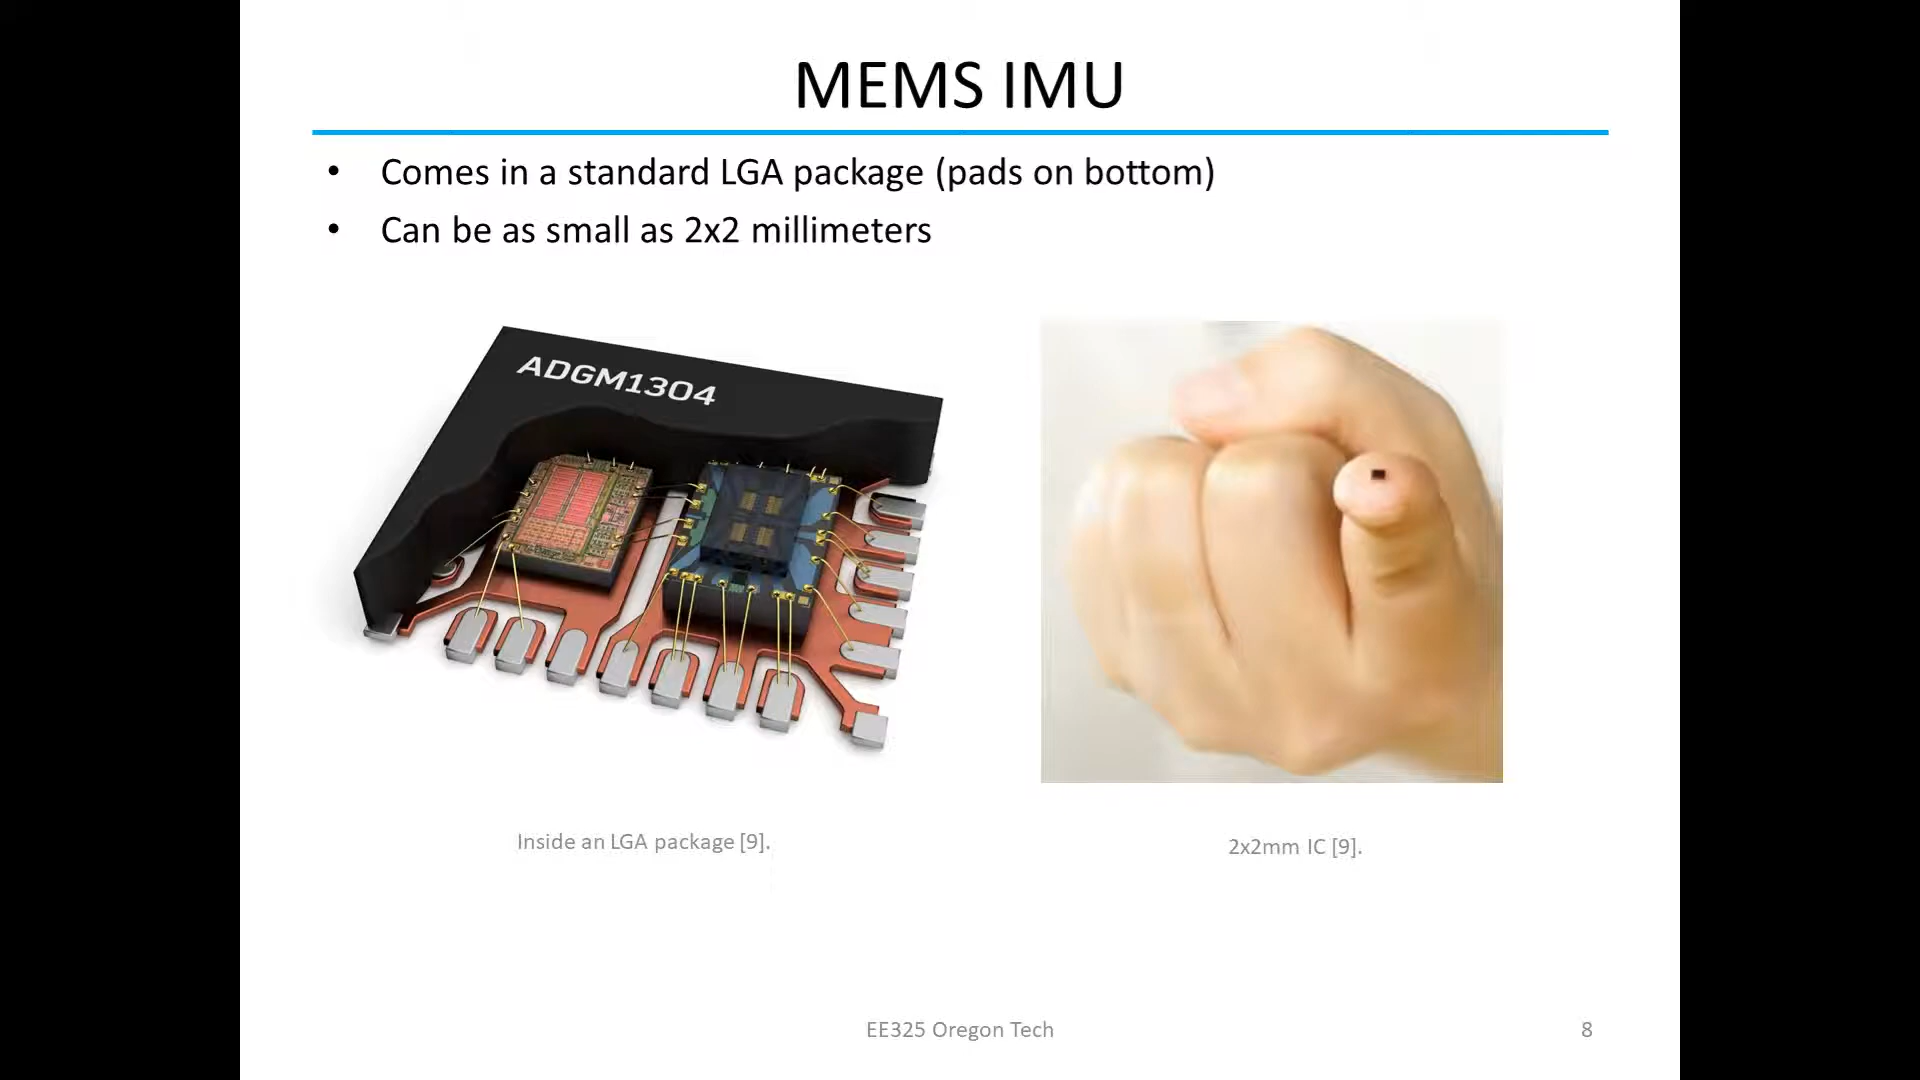 MEMS IMU
• Comes in a standard LGA package (pads on bottom)
• Can be as small as 2x2 millimeters
ADGM1304
Inside an LGA package [9].
2x2mm IC [9].
EE325 Oregon Tech
8